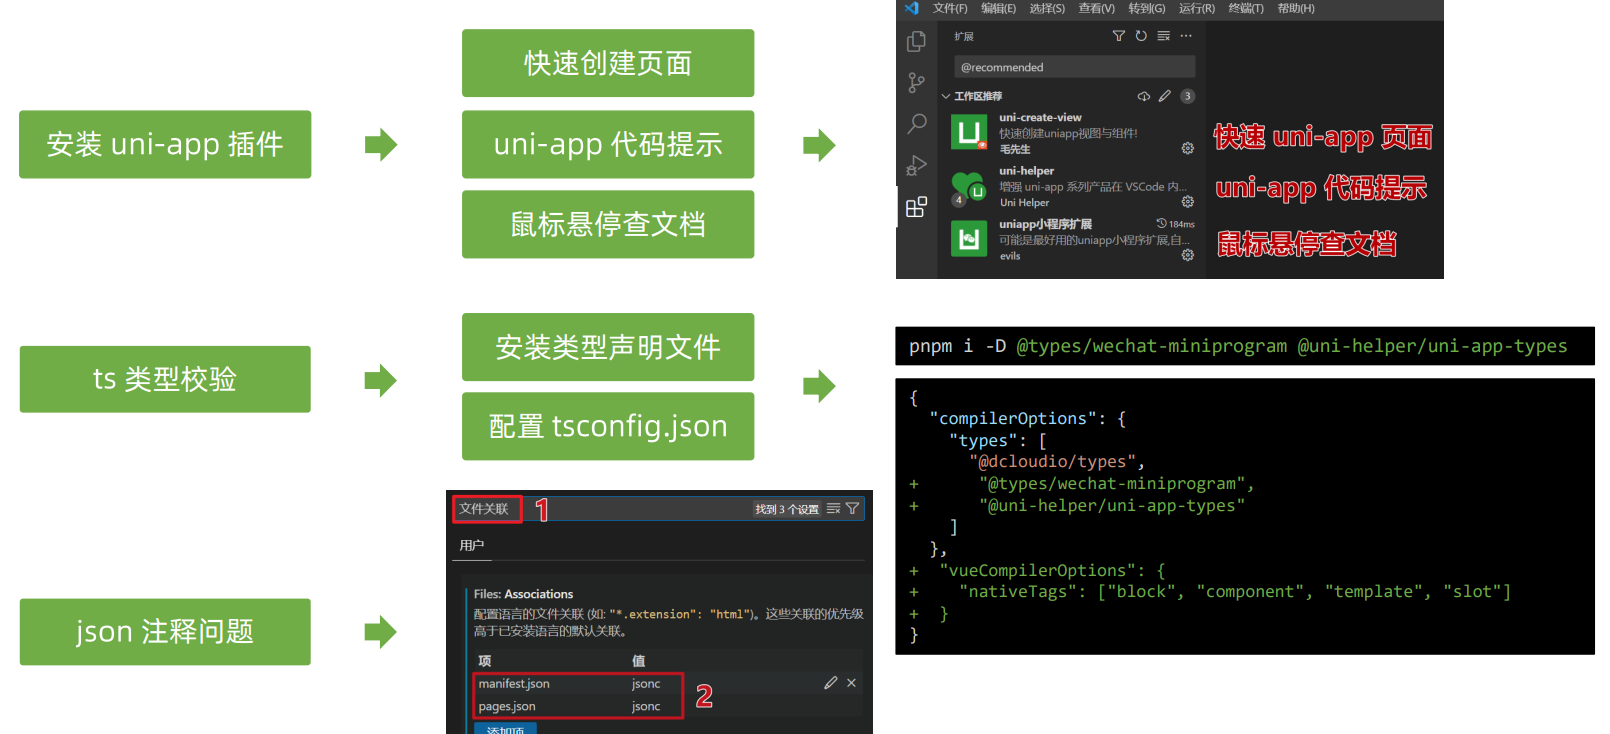 安装 uni-app 插件
快速创建页面
uni-app 代码提示
鼠标悬停查文档
文件(F) 编辑(E) 选择(S) 查看(V) 转到(G) 运行(R) 终端(T) 帮助(H)
扩展
@recommended
工作区推荐 3
uni-create-view
快速创建uniapp视图与组件!
毛先生
uni-helper
增强 uni-app 系列产品在 VSCode 内...
4 Uni Helper
uniapp小程序扩展 184ms
可能是最好用的uniapp小程序扩展,自...
evils
快速 uni-app 页面
uni-app 代码提示
鼠标悬停查文档
ts 类型校验
安装类型声明文件
配置 tsconfig.json
pnpm i -D @types/wechat-miniprogram @uni-helper/uni-app-types
{
"compilerOptions": {
"types": [
"@dcloudio/types",
+ "@types/wechat-miniprogram",
+ "@uni-helper/uni-app-types"
]
},
+ "vueCompilerOptions": {
+ "nativeTags": ["block", "component", "template", "slot"]
+ }
}
json 注释问题
文件关联 1 找到 3 个设置
用户
Files: Associations
配置语言的文件关联 (如: "*.extension": "html")。这些关联的优先级
高于已安装语言的默认关联。
项 值
manifest.json jsonc
pages.json jsonc
2
添加项